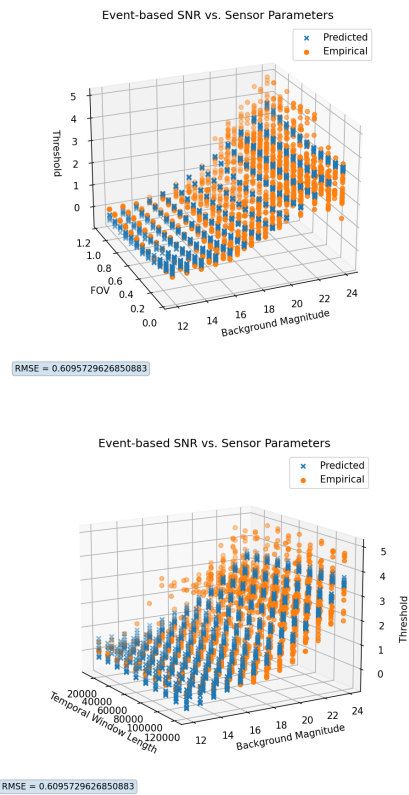 Event-based SNR vs. Sensor Parameters
Predicted
Empirical
5
4
3
2
1
0
Threshold
1.2
1.0
0.8
0.6
0.4
0.2
0.0
FOV
12
14
16
18
20
22
24
Background Magnitude
RMSE = 0.6095729626850883
Event-based SNR vs. Sensor Parameters
Predicted
Empirical
5
4
3
2
1
0
Threshold
20000
40000
60000
80000
100000
120000
Temporal Window Length
12
14
16
18
20
22
24
Background Magnitude
RMSE = 0.6095729626850883